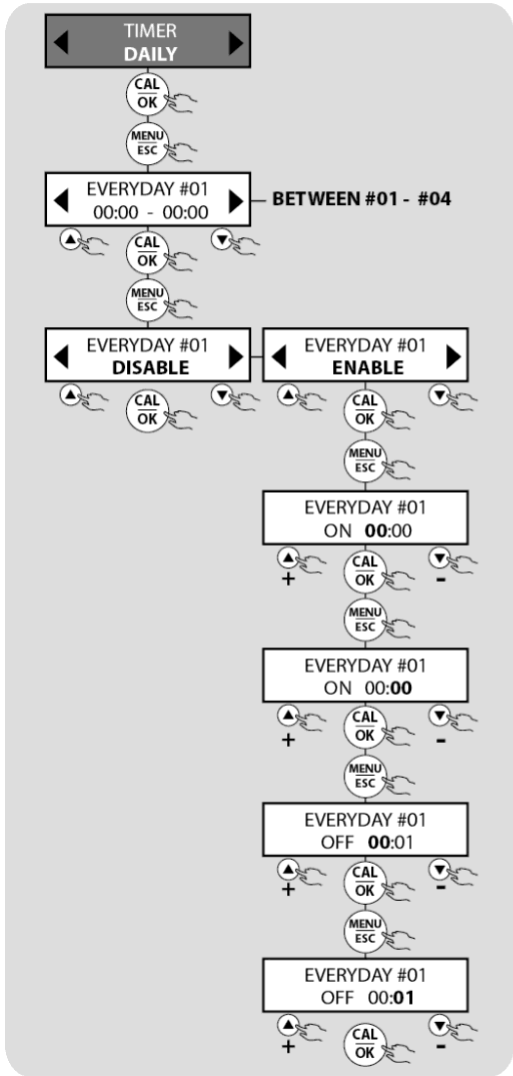 TIMER
DAILY
CAL
OK
MENU
ESC
EVERYDAY #01
00:00 - 00:00
BETWEEN #01 - #04
CAL
OK
MENU
ESC
EVERYDAY #01
DISABLE
EVERYDAY #01
ENABLE
CAL
OK
CAL
OK
MENU
ESC
EVERYDAY #01
ON 00:00
+
CAL
OK
-
MENU
ESC
EVERYDAY #01
ON 00:00
+
CAL
OK
-
MENU
ESC
EVERYDAY #01
OFF 00:01
+
CAL
OK
-
MENU
ESC
EVERYDAY #01
OFF 00:01
+
CAL
OK
-